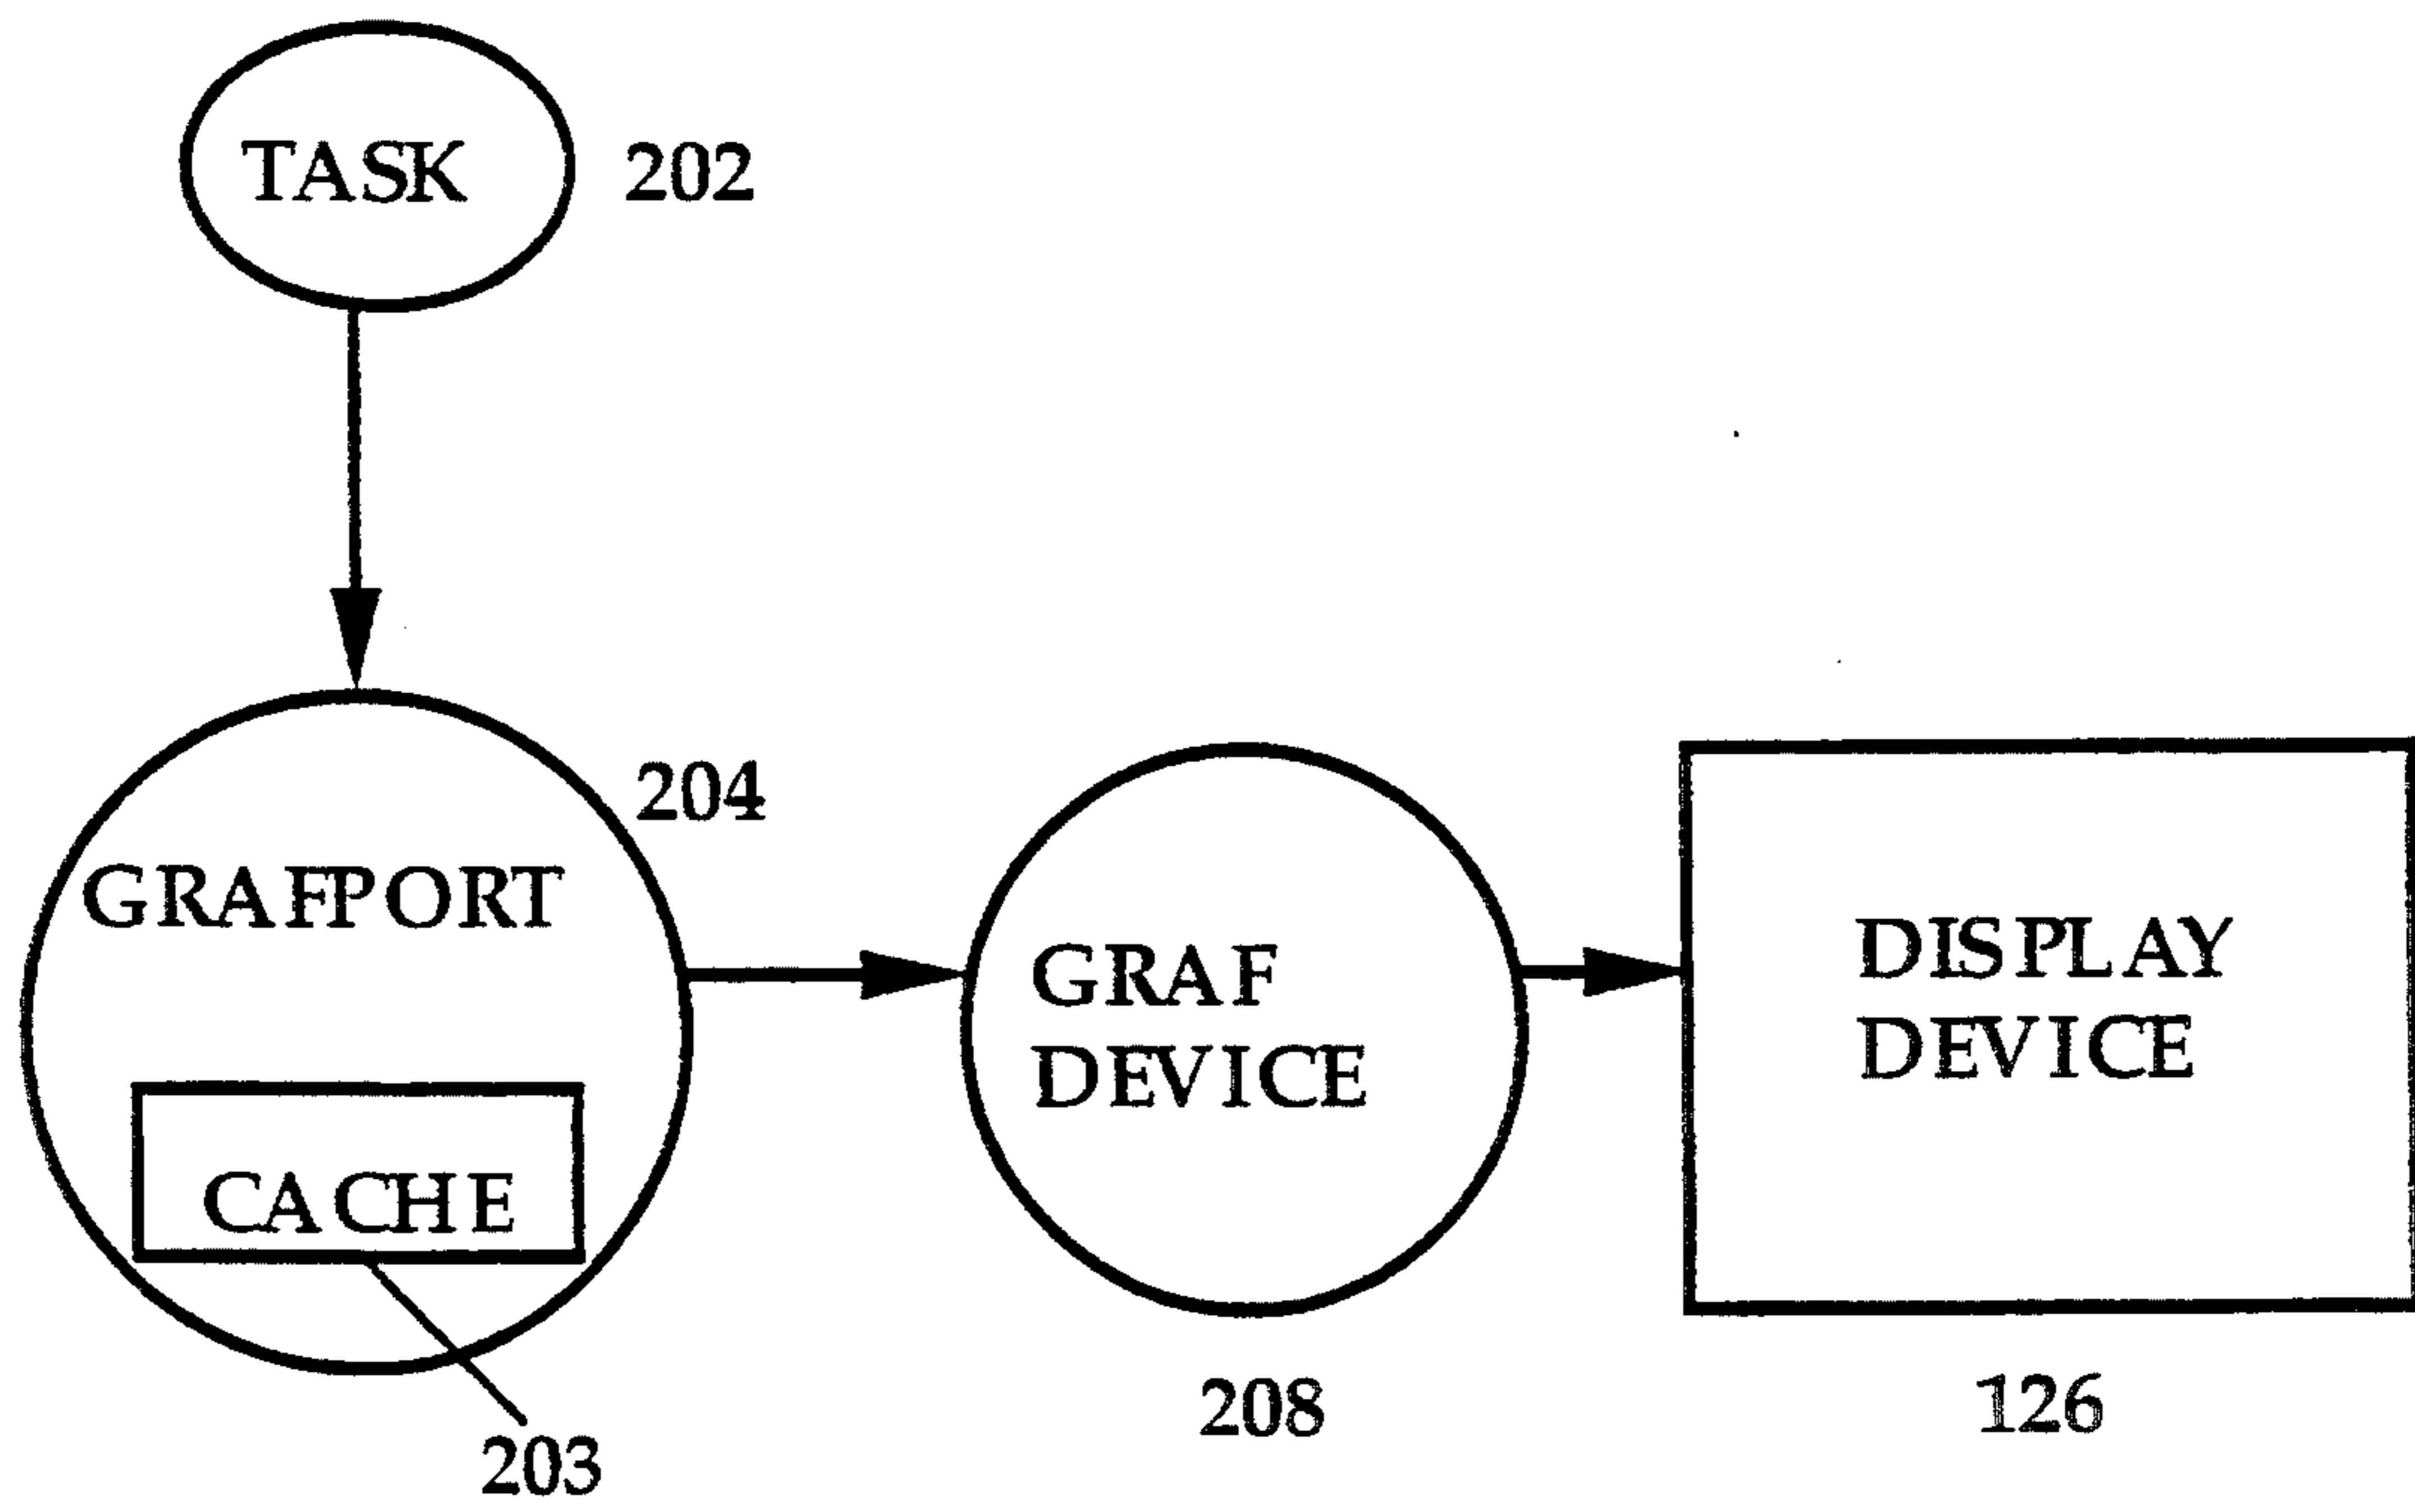 TASK
202
204
GRAFPORT
CACHE
203
GRAF
DEVICE
208
DISPLAY
DEVICE
126